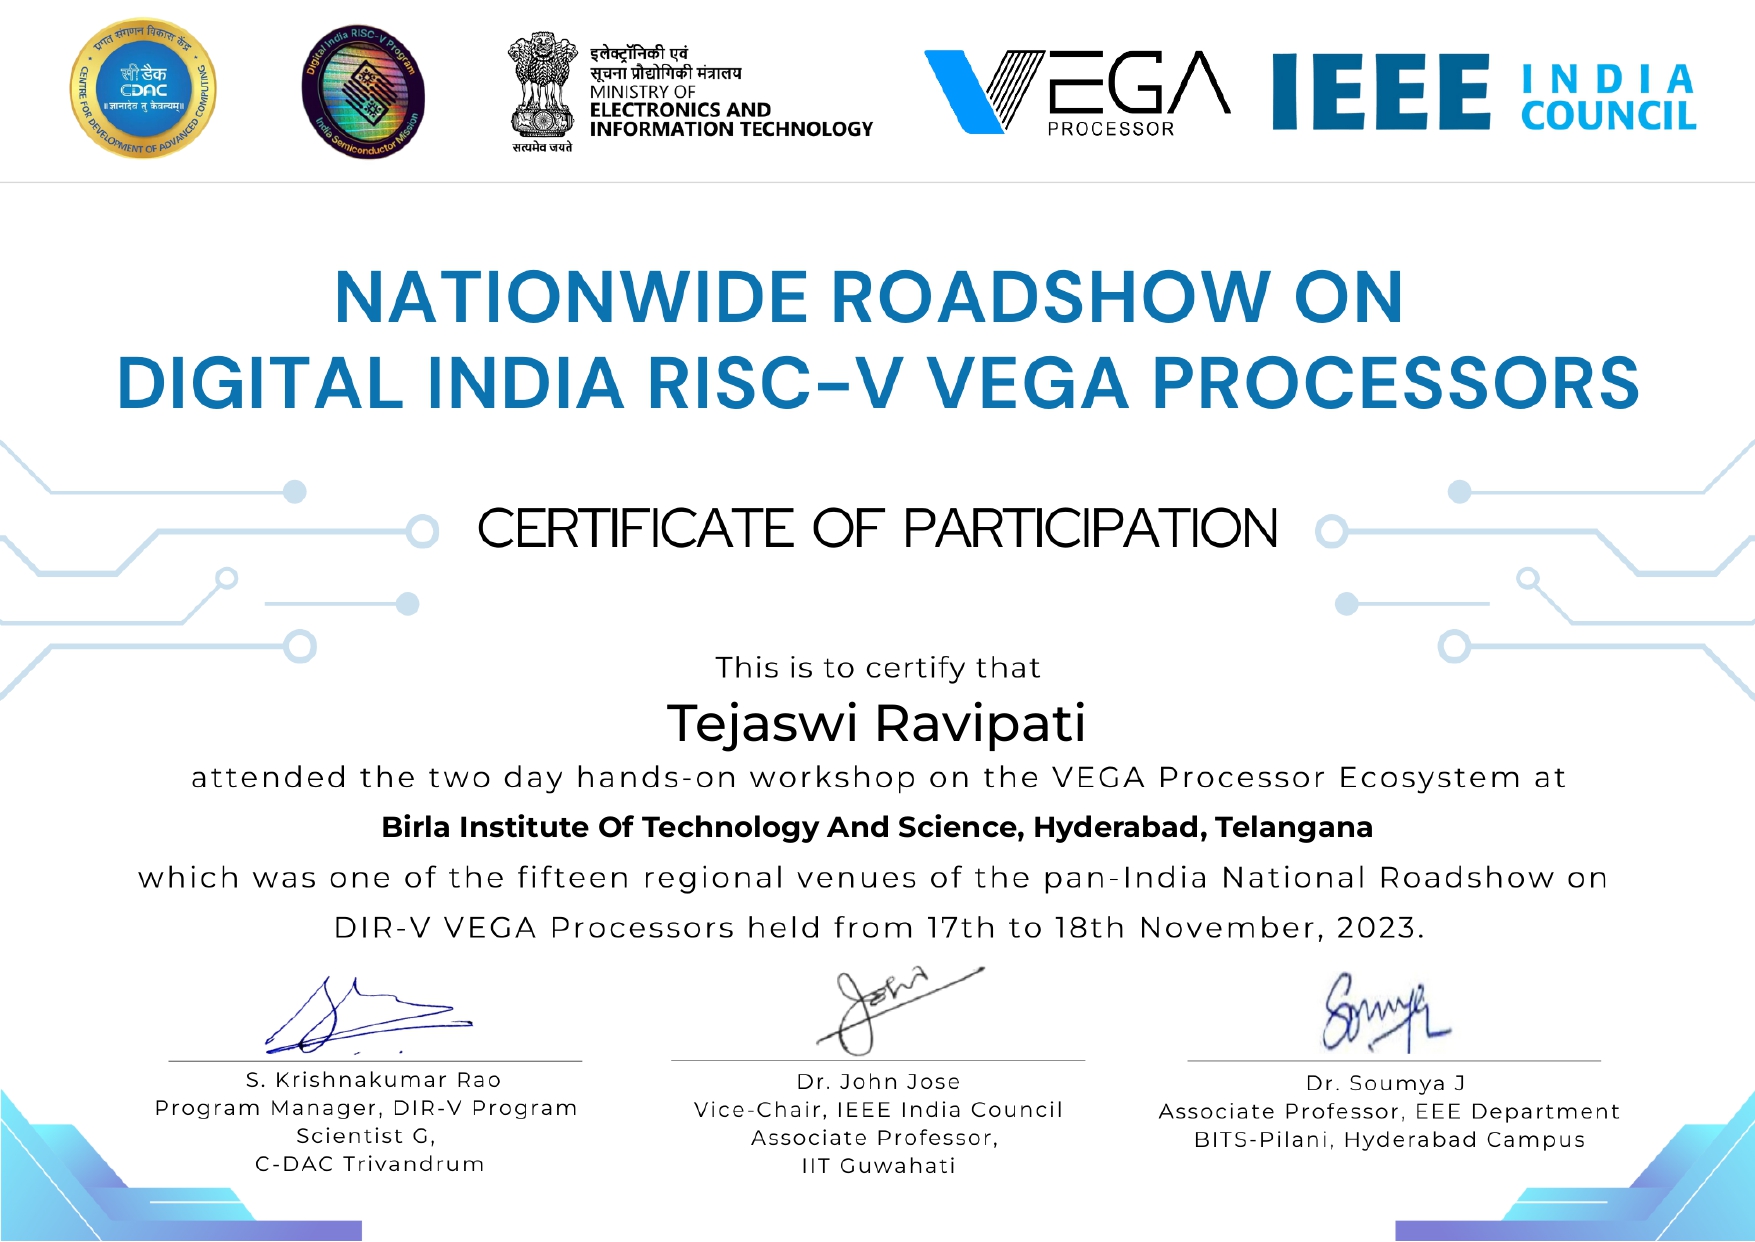 प्रगत संगणन विकास केंद्र
सी डैक
CDAC
॥ज्ञानादेव तु कैवल्यम्॥
CENTRE FOR DEVELOPMENT OF ADVANCED COMPUTING
Digital India RISC-V Program
India Semiconductor Mission
सत्यमेव जयते
इलेक्ट्रॉनिकी एवं
सूचना प्रौद्योगिकी मंत्रालय
MINISTRY OF
ELECTRONICS AND
INFORMATION TECHNOLOGY
VEGA
PROCESSOR
IEEE INDIA
COUNCIL
NATIONWIDE ROADSHOW ON
DIGITAL INDIA RISC-V VEGA PROCESSORS
CERTIFICATE OF PARTICIPATION
This is to certify that
Tejaswi Ravipati
attended the two day hands-on workshop on the VEGA Processor Ecosystem at
Birla Institute Of Technology And Science, Hyderabad, Telangana
which was one of the fifteen regional venues of the pan-India National Roadshow on
DIR-V VEGA Processors held from 17th to 18th November, 2023.
John
Soumya
S. Krishnakumar Rao
Program Manager, DIR-V Program
Scientist G,
C-DAC Trivandrum
Dr. John Jose
Vice-Chair, IEEE India Council
Associate Professor,
IIT Guwahati
Dr. Soumya J
Associate Professor, EEE Department
BITS-Pilani, Hyderabad Campus